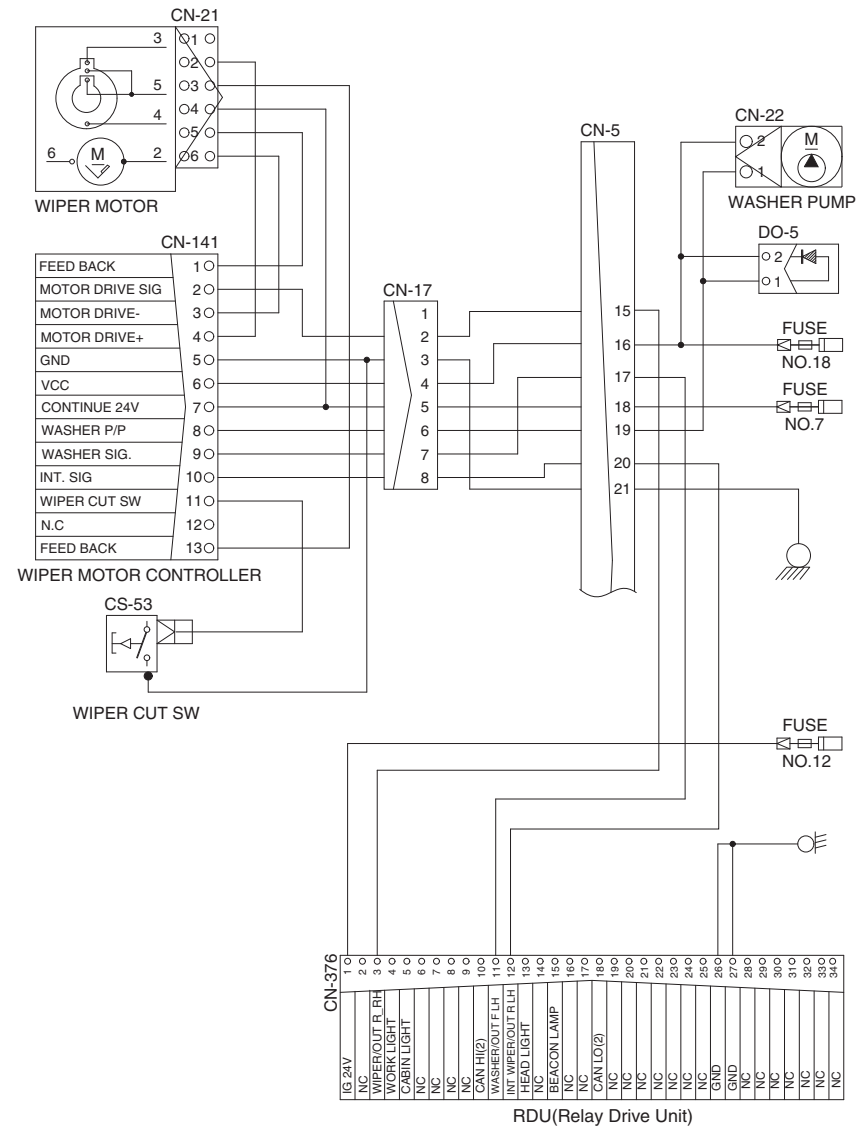 CN-21
3
1
2
5
3
4
4
5
6
M
2
6
WIPER MOTOR
CN-5
CN-22
2
M
1
WASHER PUMP
DO-5
2
1
CN-141
FEED BACK 1
MOTOR DRIVE SIG 2
MOTOR DRIVE- 3
MOTOR DRIVE+ 4
GND 5
VCC 6
CONTINUE 24V 7
WASHER P/P 8
WASHER SIG. 9
INT. SIG 10
WIPER CUT SW 11
N.C 12
FEED BACK 13
WIPER MOTOR CONTROLLER
CN-17
1
2
3
4
5
6
7
8
15
16
17
18
19
20
21
FUSE
NO.18
FUSE
NO.7
CS-53
WIPER CUT SW
FUSE
NO.12
CN-376
1 IG 24V
2 NC
3 WIPER/OUT R_RH
4 WORK LIGHT
5 CABIN LIGHT
6 NC
7 NC
8 NC
9 NC
10 CAN HI(2)
11 WASHER/OUT F LH
12 INT WIPER/OUT R LH
13 HEAD LIGHT
14 NC
15 BEACON LAMP
16 NC
17 NC
18 CAN LO(2)
19 NC
20 NC
21 NC
22 NC
23 NC
24 NC
25 NC
26 GND
27 GND
28 NC
29 NC
30 NC
31 NC
32 NC
33 NC
34 NC
RDU(Relay Drive Unit)